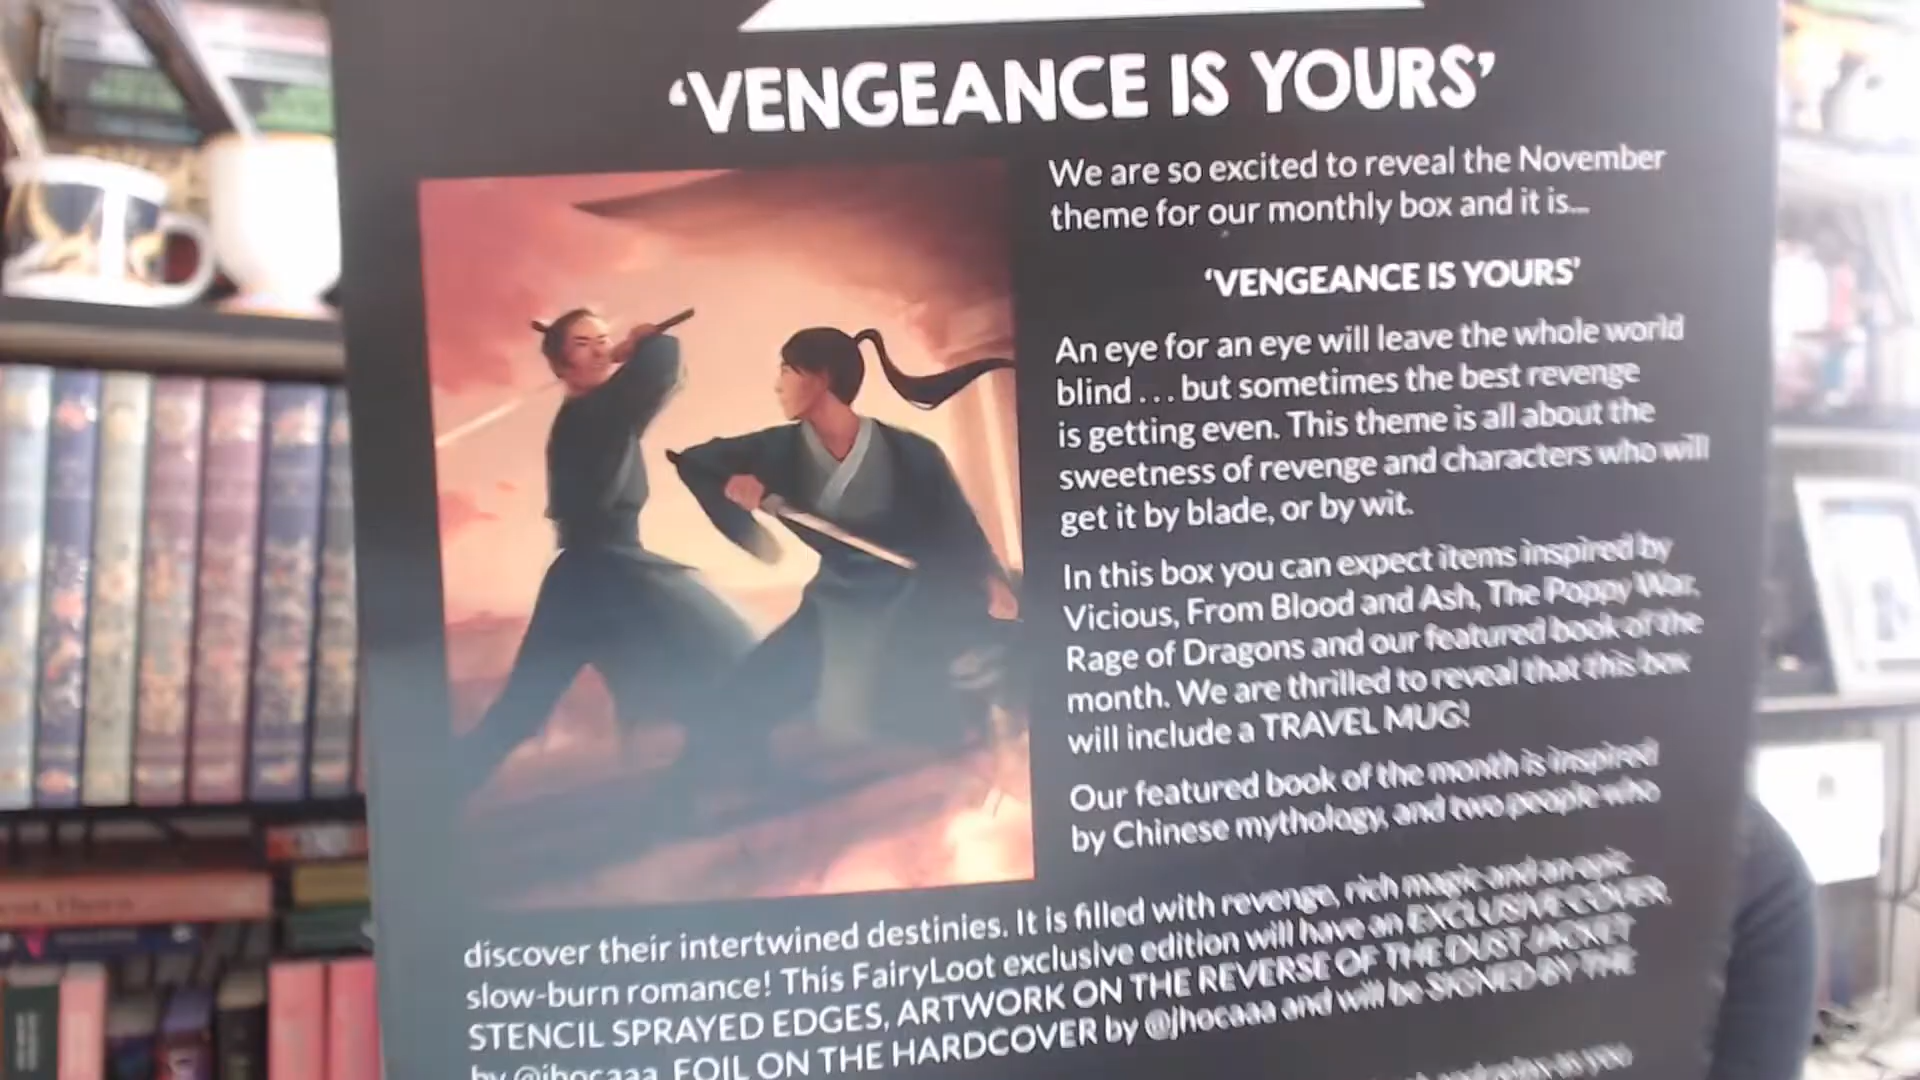 ‘VENGEANCE IS YOURS’
We are so excited to reveal the November
theme for our monthly box and it is...
‘VENGEANCE IS YOURS’
An eye for an eye will leave the whole world
blind . . . but sometimes the best revenge
is getting even. This theme is all about the
sweetness of revenge and characters who will
get it by blade, or by wit.
In this box you can expect items inspired by
Vicious, From Blood and Ash, The Poppy War,
Rage of Dragons and our featured book of the
month. We are thrilled to reveal that this box
will include a TRAVEL MUG!
Our featured book of the month is inspired
by Chinese mythology, and two people who
discover their intertwined destinies. It is filled with revenge, rich magic and an epic
slow-burn romance! This FairyLoot exclusive edition will have an EXCLUSIVE COVER,
STENCIL SPRAYED EDGES, ARTWORK ON THE REVERSE OF THE DUST JACKET
by @jhocaaa, FOIL ON THE HARDCOVER by @jhocaaa and will be SIGNED BY THE